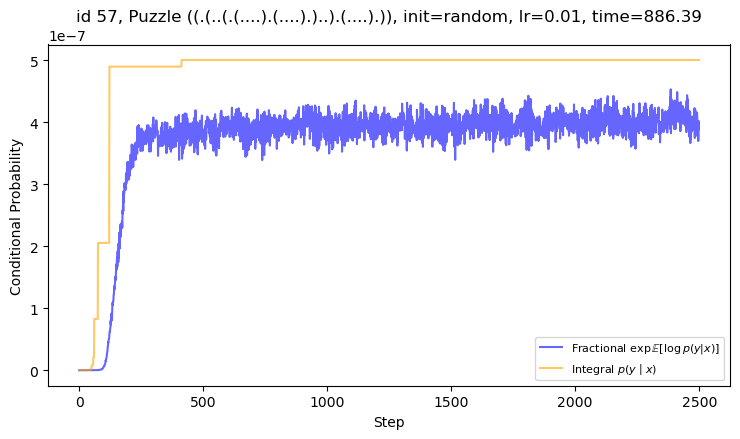 id 57, Puzzle ((.(..(.(....).(....).)..).(....).)), init=random, lr=0.01, time=886.39
1e−7
5
4
3
2
1
0
Conditional Probability
Fractional exp𝔼[log p(y|x)]
Integral p(y | x)
0 500 1000 1500 2000 2500
Step